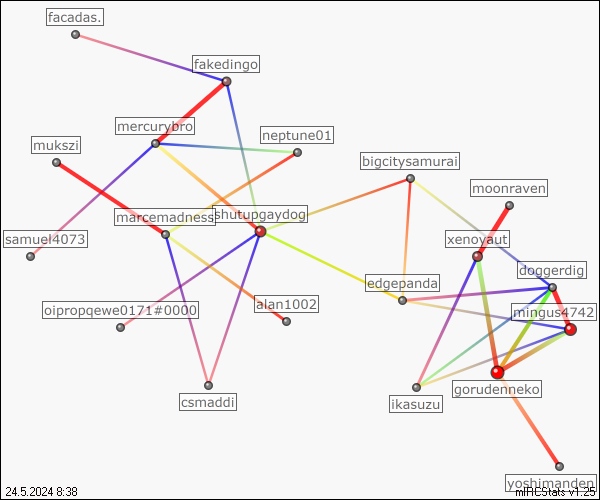 facadas.
fakedingo
mercurybro
neptune01
mukszi
bigcitysamurai
moonraven
marcemadness
shutupgaydog
samuel4073
xenoyaut
doggerdig
edgepanda
oipropqewe0171#0000
alan1002
mingus4742
gorudenneko
csmaddi
ikasuzu
yoshimanden
24.5.2024 8:38
mIRCStats v1.25